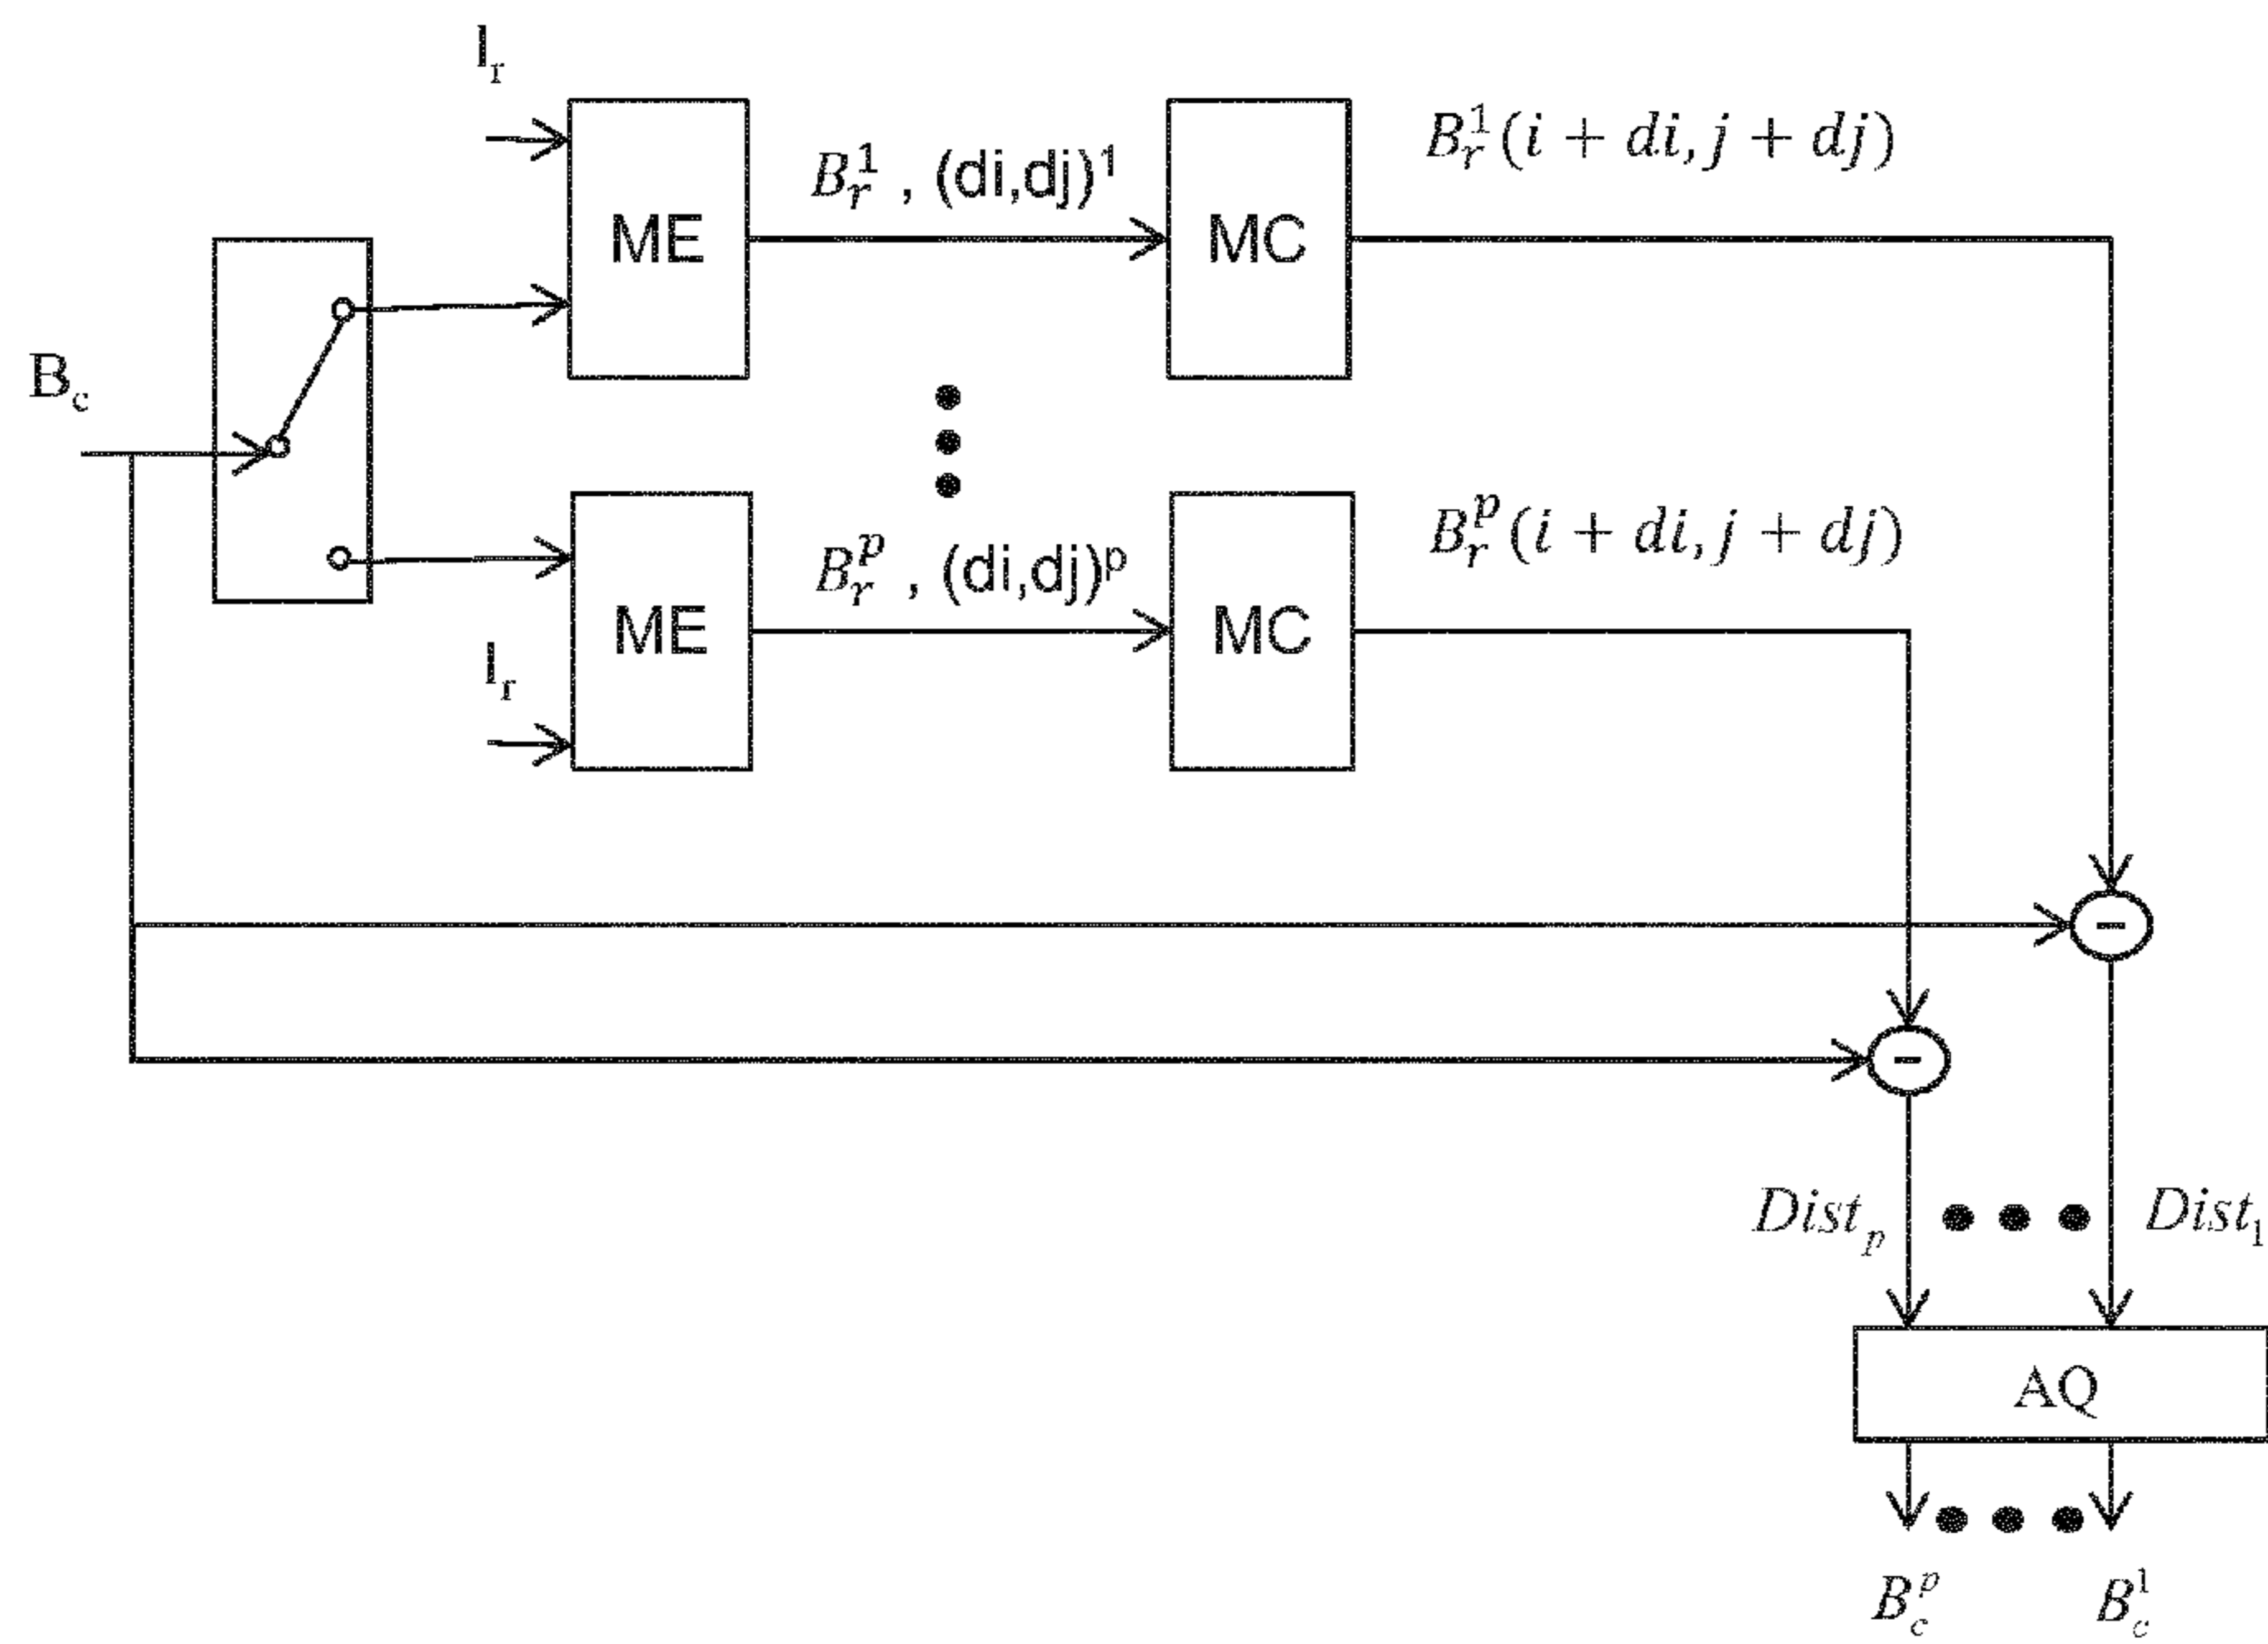 I_r
B_r^1 , (di,dj)^1
B_r^1(i + di, j + dj)
ME
MC
B_c
B_r^p , (di,dj)^p
B_r^p(i + di, j + dj)
ME
MC
I_r
-
-
Dist_p
Dist_1
AQ
B_c^p
B_c^1